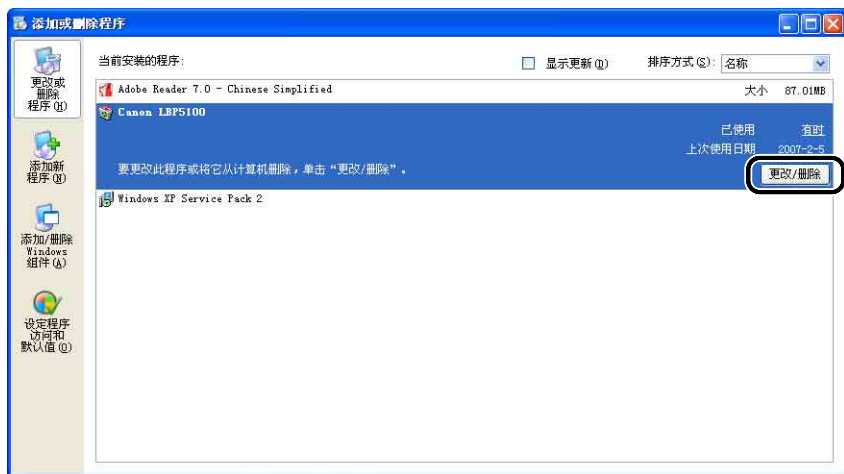 添加或删除程序
当前安装的程序:
显示更新(D)
排序方式(S): 名称
更改或
删除
程序(H)
添加新
程序(N)
添加/删除
Windows
组件(A)
设定程序
访问和
默认值(O)
Adobe Reader 7.0 - Chinese Simplified 大小 87.01MB
Canon LBP5100
已使用 有时
上次使用日期 2007-2-5
要更改此程序或将它从计算机删除，单击“更改/删除”。
更改/删除
Windows XP Service Pack 2